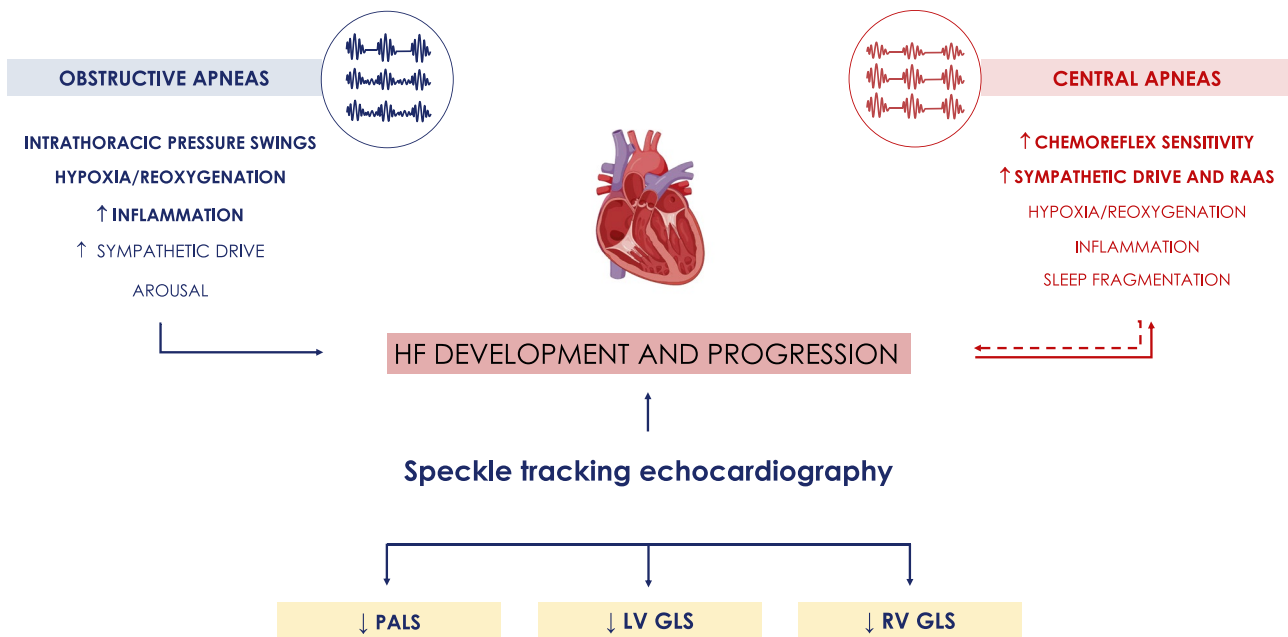 OBSTRUCTIVE APNEAS
INTRATHORACIC PRESSURE SWINGS
HYPOXIA/REOXYGENATION
↑ INFLAMMATION
↑ SYMPATHETIC DRIVE
AROUSAL
CENTRAL APNEAS
↑ CHEMOREFLEX SENSITIVITY
↑ SYMPATHETIC DRIVE AND RAAS
HYPOXIA/REOXYGENATION
INFLAMMATION
SLEEP FRAGMENTATION
HF DEVELOPMENT AND PROGRESSION
Speckle tracking echocardiography
↓ PALS
↓ LV GLS
↓ RV GLS